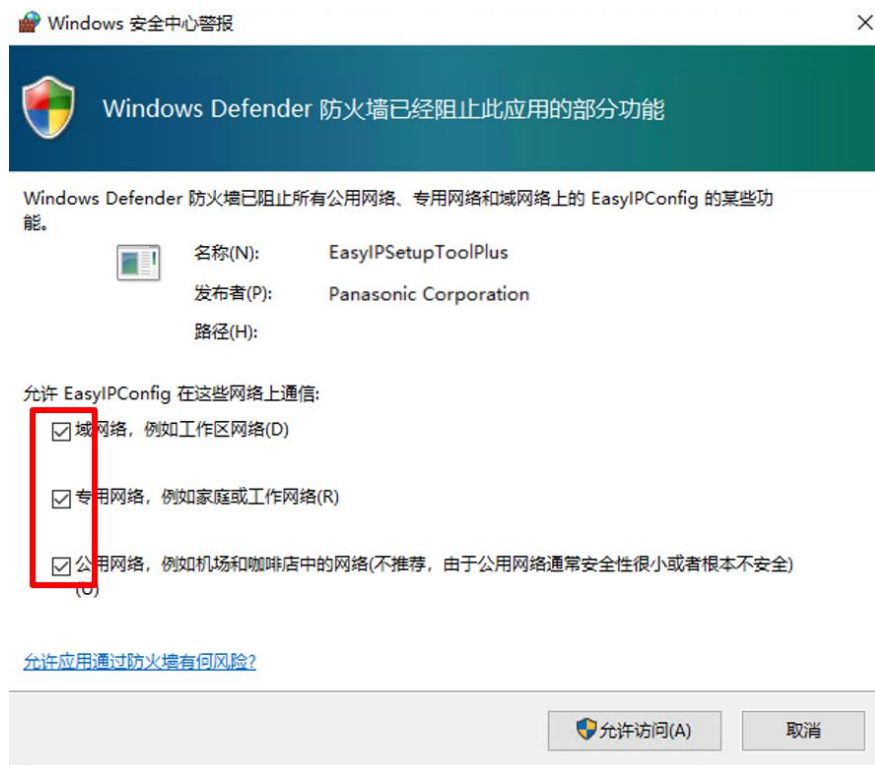 Windows 安全中心警报
Windows Defender 防火墙已经阻止此应用的部分功能
Windows Defender 防火墙已阻止所有公用网络、专用网络和域网络上的 EasyIPConfig 的某些功
能。
名称(N): EasyIPSetupToolPlus
发布者(P): Panasonic Corporation
路径(H):
允许 EasyIPConfig 在这些网络上通信:
域网络，例如工作区网络(D)
专用网络，例如家庭或工作网络(R)
公用网络，例如机场和咖啡店中的网络(不推荐，由于公用网络通常安全性很小或者根本不安全)
(U)
允许应用通过防火墙有何风险?
允许访问(A) 取消